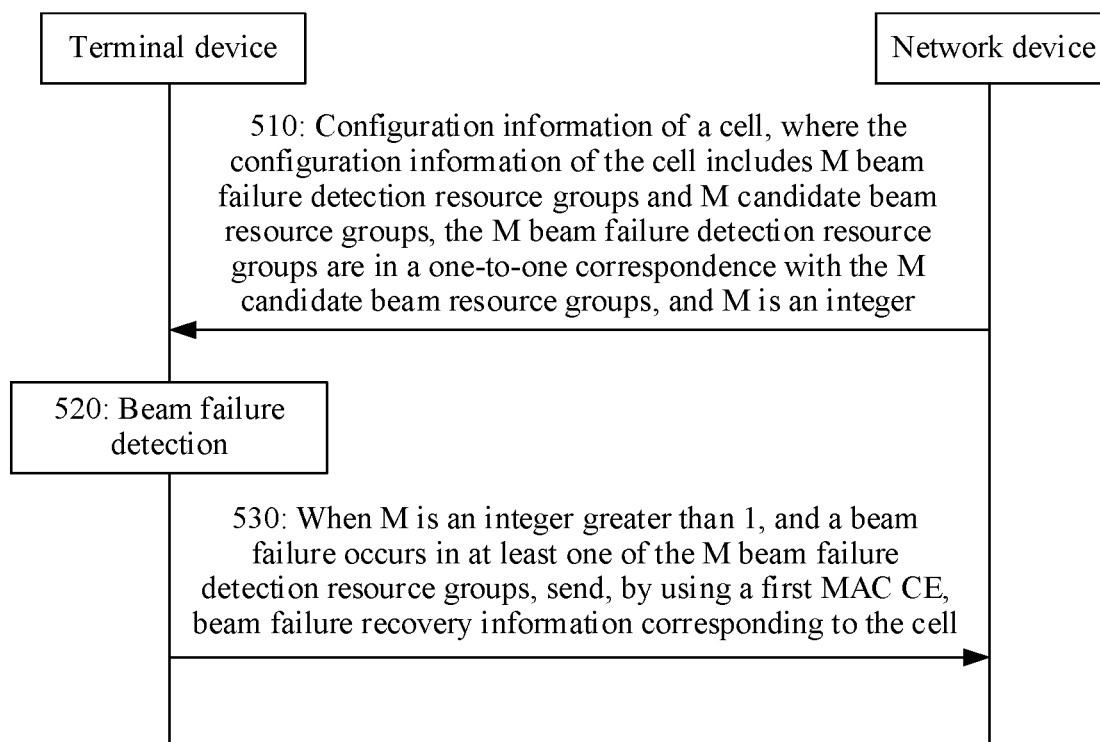 Terminal device
Network device
510: Configuration information of a cell, where the
configuration information of the cell includes M beam
failure detection resource groups and M candidate beam
resource groups, the M beam failure detection resource
groups are in a one-to-one correspondence with the M
candidate beam resource groups, and M is an integer
520: Beam failure
detection
530: When M is an integer greater than 1, and a beam
failure occurs in at least one of the M beam failure
detection resource groups, send, by using a first MAC CE,
beam failure recovery information corresponding to the cell